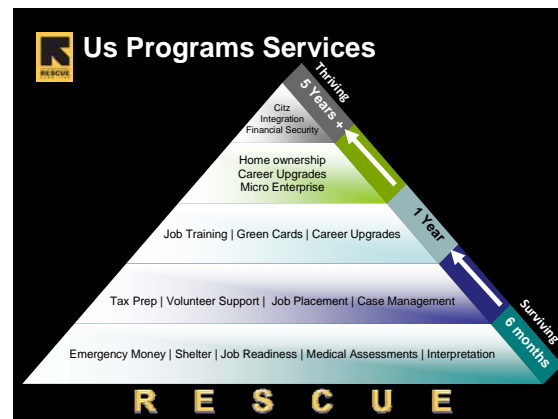 Us Programs Services
RESCUE
Thriving
5 Years +
Citz
Integration
Financial Security
Home ownership
Career Upgrades
Micro Enterprise
1 Year
Job Training | Green Cards | Career Upgrades
Tax Prep | Volunteer Support | Job Placement | Case Management
Surviving
6 months
Emergency Money | Shelter | Job Readiness | Medical Assessments | Interpretation
R E S C U E